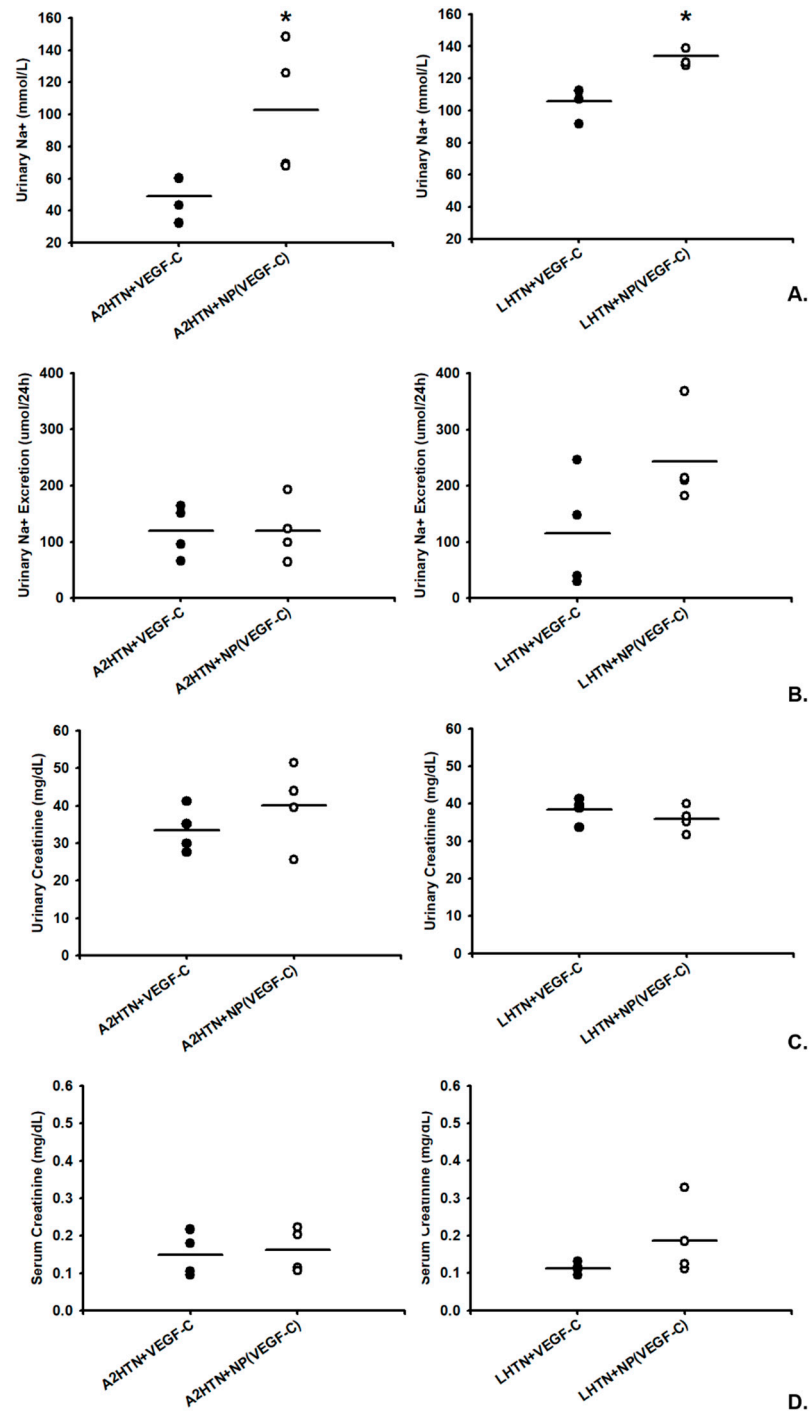 *
*
160
140
120
100
80
60
40
20
Urinary Na+ (mmol/L)
A2HTN+VEGF-C
A2HTN+NP(VEGF-C)
160
140
120
100
80
60
40
20
Urinary Na+ (mmol/L)
LHTN+VEGF-C
LHTN+NP(VEGF-C)
A.
400
300
200
100
0
Urinary Na+ Excretion (umol/24h)
A2HTN+VEGF-C
A2HTN+NP(VEGF-C)
400
300
200
100
0
Urinary Na+ Excretion (umol/24h)
LHTN+VEGF-C
LHTN+NP(VEGF-C)
B.
60
50
40
30
20
10
0
Urinary Creatinine (mg/dL)
A2HTN+VEGF-C
A2HTN+NP(VEGF-C)
60
50
40
30
20
10
0
Urinary Creatinine (mg/dL)
LHTN+VEGF-C
LHTN+NP(VEGF-C)
C.
0.6
0.5
0.4
0.3
0.2
0.1
0.0
Serum Creatinine (mg/dL)
A2HTN+VEGF-C
A2HTN+NP(VEGF-C)
0.6
0.5
0.4
0.3
0.2
0.1
0.0
Serum Creatinine (mg/dL)
LHTN+VEGF-C
LHTN+NP(VEGF-C)
D.